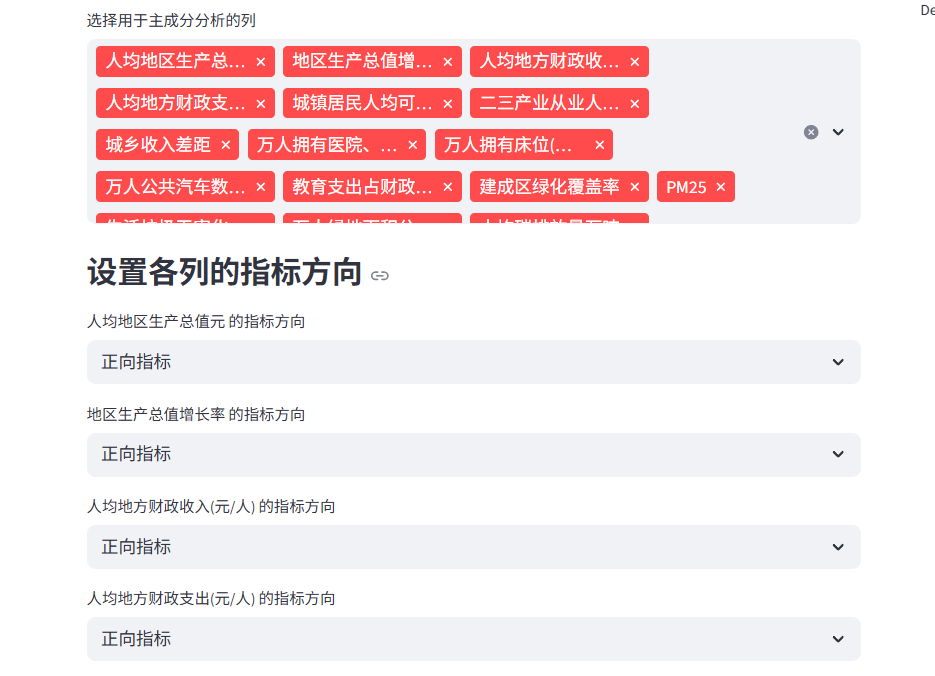 De
选择用于主成分分析的列
人均地区生产总... × 地区生产总值增... × 人均地方财政收... ×
人均地方财政支... × 城镇居民人均可... × 二三产业从业人... ×
城乡收入差距 × 万人拥有医院、... × 万人拥有床位(... ×
万人公共汽车数... × 教育支出占财政... × 建成区绿化覆盖率 × PM25 ×
设置各列的指标方向
人均地区生产总值元 的指标方向
正向指标
地区生产总值增长率 的指标方向
正向指标
人均地方财政收入(元/人) 的指标方向
正向指标
人均地方财政支出(元/人) 的指标方向
正向指标